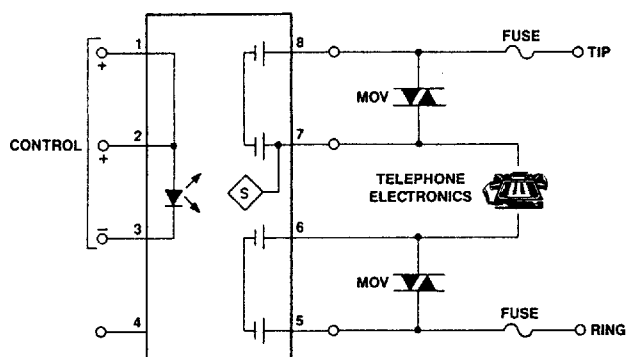 FUSE
1
8
TIP
+
MOV
2
7
CONTROL
+
TELEPHONE
ELECTRONICS
S
3
6
−
MOV
FUSE
4
5
RING